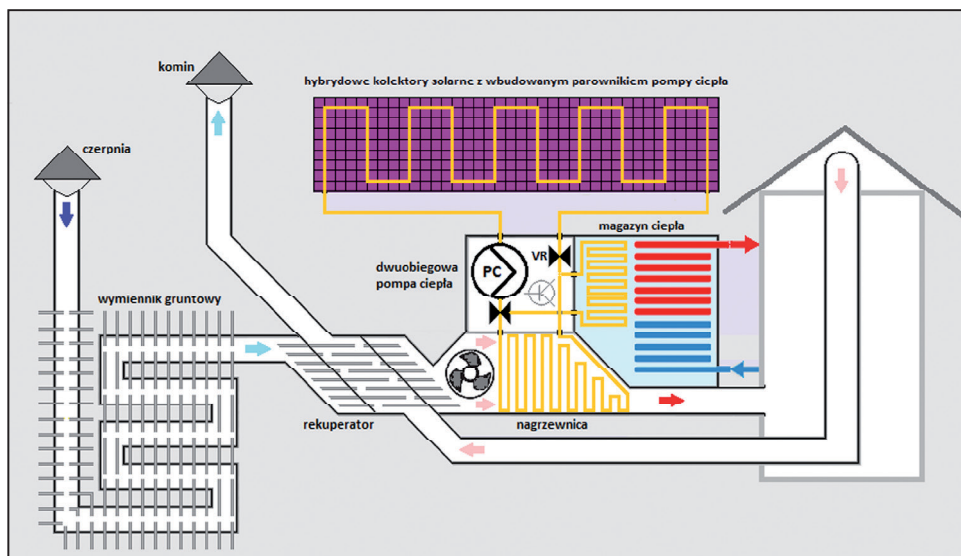 komin
hybrydowe kolektory solarne z wbudowanym parownikiem pompy ciepła
czerpnia
magazyn ciepła
VR
dwuobiegowa
pompa ciepła
PC
wymiennik gruntowy
rekuperator
nagrzewnica